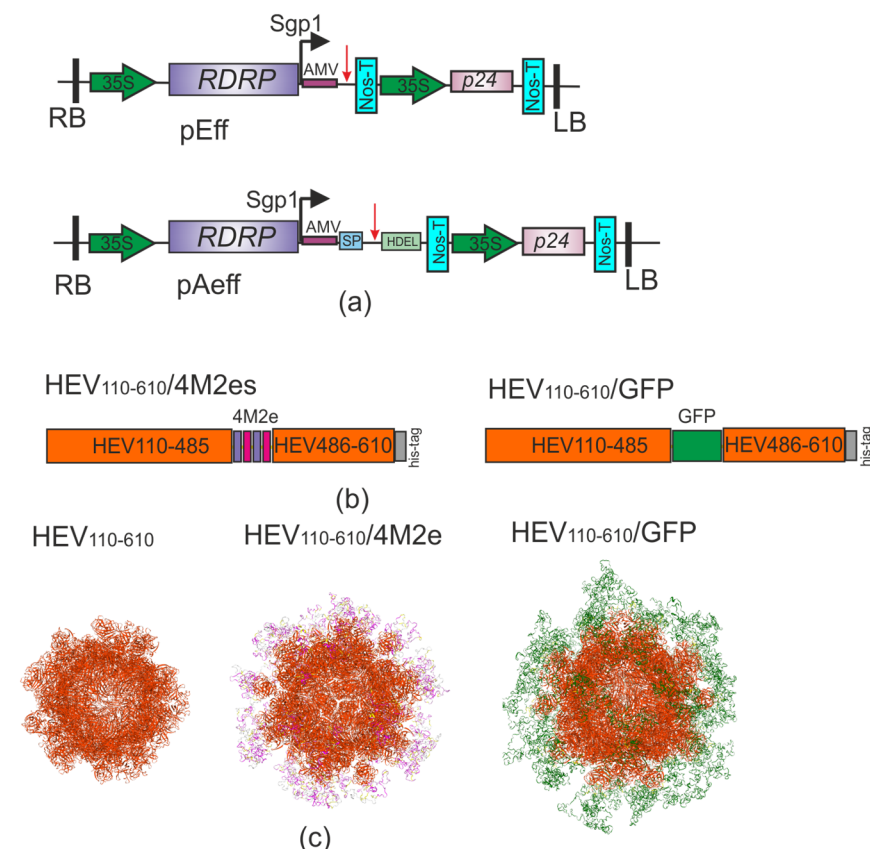 Sgp1
35S RDRP AMV Nos-T 35S p24 Nos-T
RB LB
pEff
Sgp1
35S RDRP AMV SP HDEL Nos-T 35S p24 Nos-T
RB LB
pAeff
(a)
HEV110-610/4M2es
4M2e
HEV110-485 HEV486-610 his-tag
HEV110-610/GFP
GFP
HEV110-485 HEV486-610 his-tag
(b)
HEV110-610 HEV110-610/4M2e HEV110-610/GFP
(c)